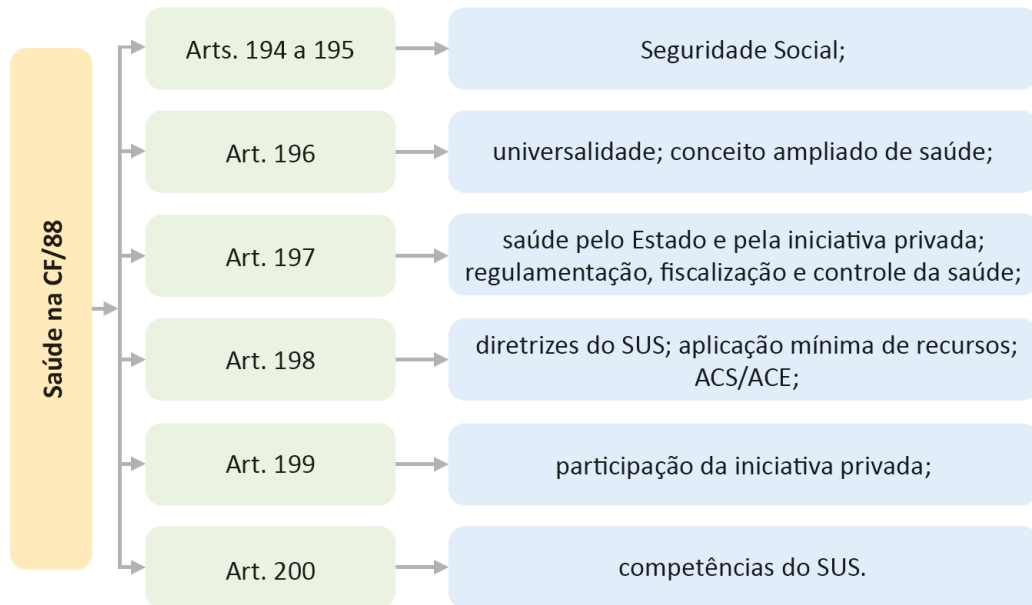 Saúde na CF/88
Arts. 194 a 195
Seguridade Social;
Art. 196
universalidade; conceito ampliado de saúde;
Art. 197
saúde pelo Estado e pela iniciativa privada;
regulamentação, fiscalização e controle da saúde;
Art. 198
diretrizes do SUS; aplicação mínima de recursos;
ACS/ACE;
Art. 199
participação da iniciativa privada;
Art. 200
competências do SUS.